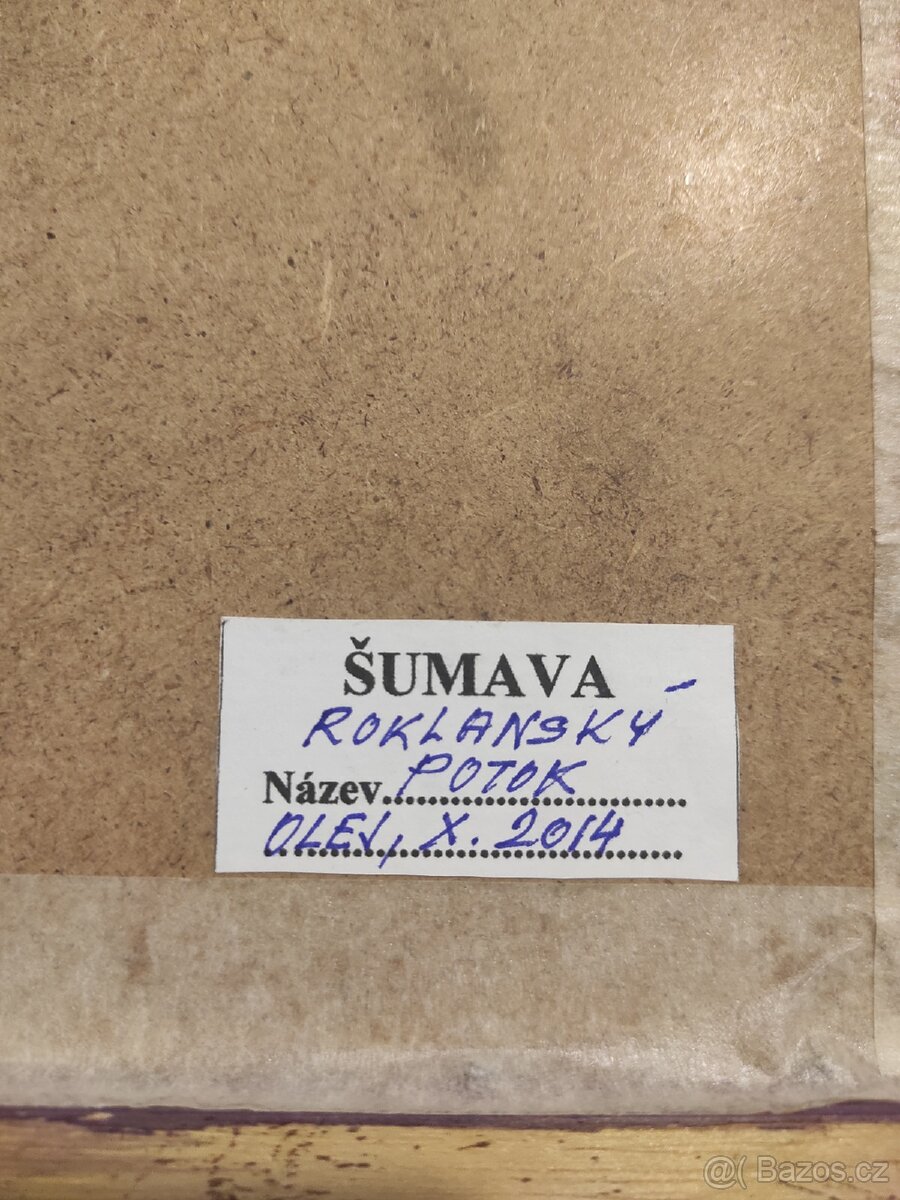 ŠUMAVA
ROKLANSKÝ
Název POTOK
OLEJ, X. 2014
@( Bazos.cz